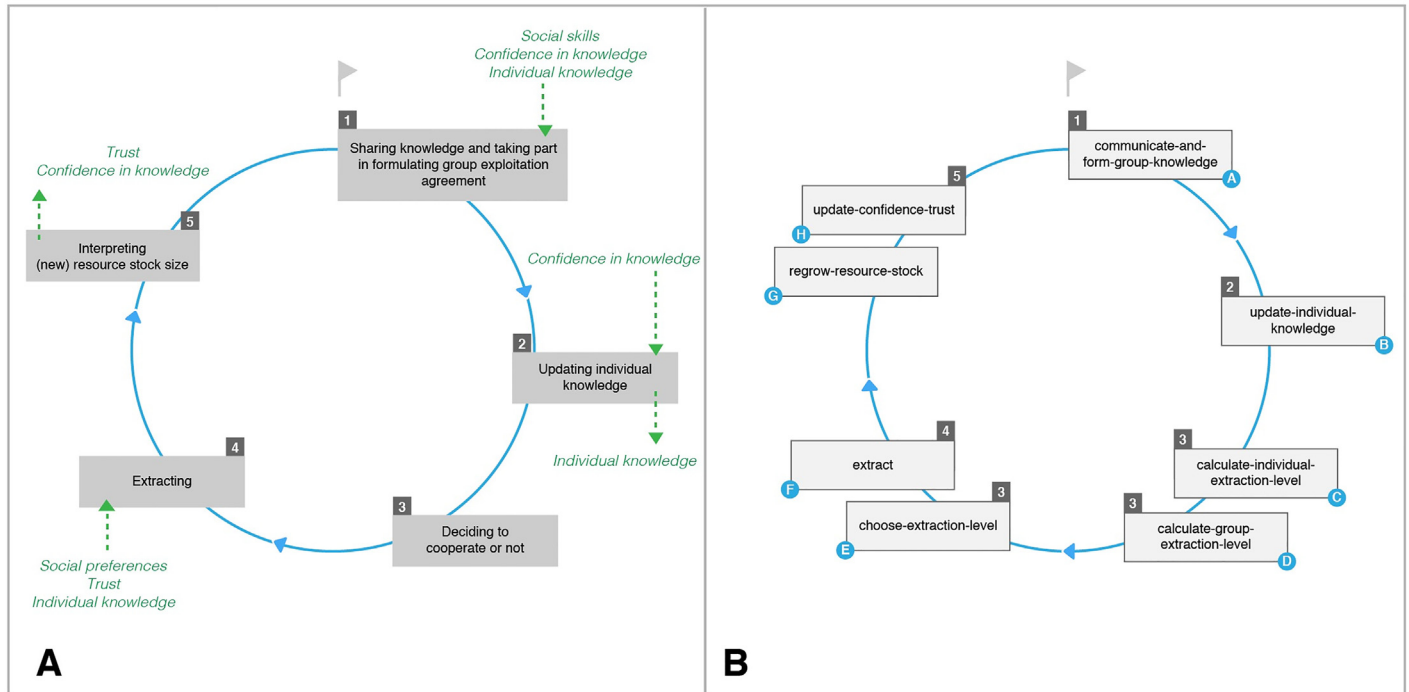 Social skills
Confidence in knowledge
Individual knowledge
1
Sharing knowledge and taking part
in formulating group exploitation
agreement
Trust
Confidence in knowledge
5
Interpreting
(new) resource stock size
Confidence in knowledge
2
Updating individual
knowledge
Individual knowledge
4
Extracting
3
Deciding to
cooperate or not
Social preferences
Trust
Individual knowledge
A
1
communicate-and-
form-group-knowledge
A
5
update-confidence-trust
H
regrow-resource-stock
G
2
update-individual-
knowledge
B
3
calculate-individual-
extraction-level
C
3
calculate-group-
extraction-level
D
4
extract
F
3
choose-extraction-level
E
B